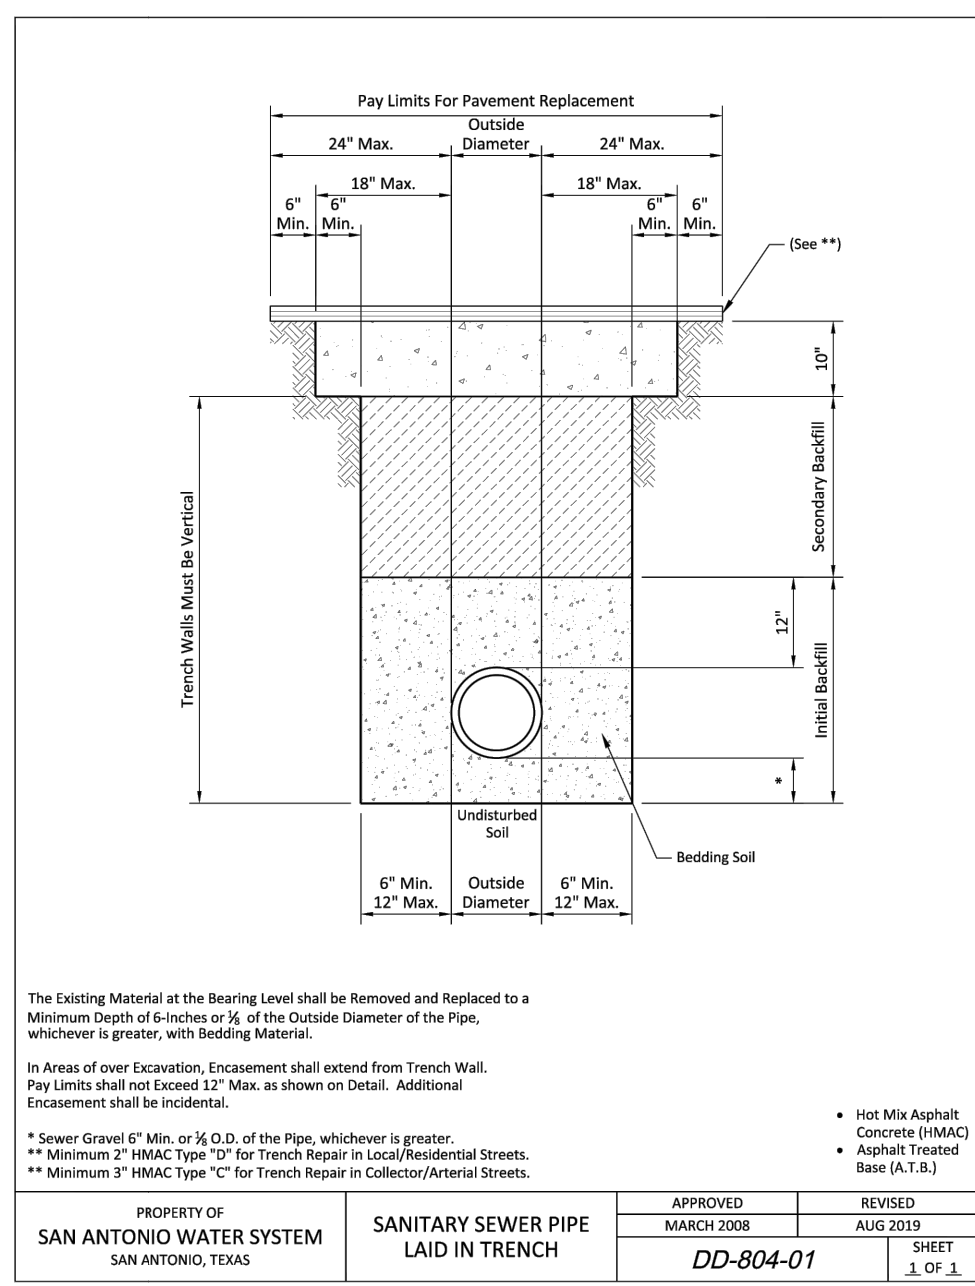 Pay Limits For Pavement Replacement
Outside
Diameter
24" Max.
24" Max.
18" Max.
18" Max.
6"
Min.
6"
Min.
6"
Min.
6"
Min.
(See **)
10"
Secondary Backfill
Trench Walls Must Be Vertical
12"
Initial Backfill
*
Undisturbed
Soil
Bedding Soil
6" Min.
12" Max.
Outside
Diameter
6" Min.
12" Max.
The Existing Material at the Bearing Level shall be Removed and Replaced to a
Minimum Depth of 6-Inches or ⅛ of the Outside Diameter of the Pipe,
whichever is greater, with Bedding Material.
In Areas of over Excavation, Encasement shall extend from Trench Wall.
Pay Limits shall not Exceed 12" Max. as shown on Detail. Additional
Encasement shall be incidental.
* Sewer Gravel 6" Min. or ⅛ O.D. of the Pipe, whichever is greater.
** Minimum 2" HMAC Type "D" for Trench Repair in Local/Residential Streets.
** Minimum 3" HMAC Type "C" for Trench Repair in Collector/Arterial Streets.
• Hot Mix Asphalt
Concrete (HMAC)
• Asphalt Treated
Base (A.T.B.)
PROPERTY OF
SAN ANTONIO WATER SYSTEM
SAN ANTONIO, TEXAS
SANITARY SEWER PIPE
LAID IN TRENCH
APPROVED
MARCH 2008
REVISED
AUG 2019
DD-804-01
SHEET
1 OF 1